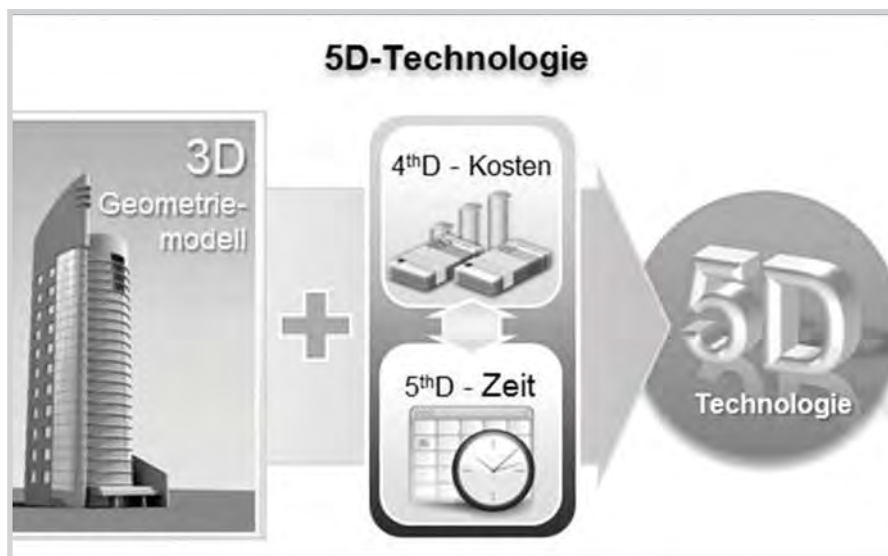 5D-Technologie
3D
Geometrie-
modell
4thD - Kosten
5thD - Zeit
5D
Technologie